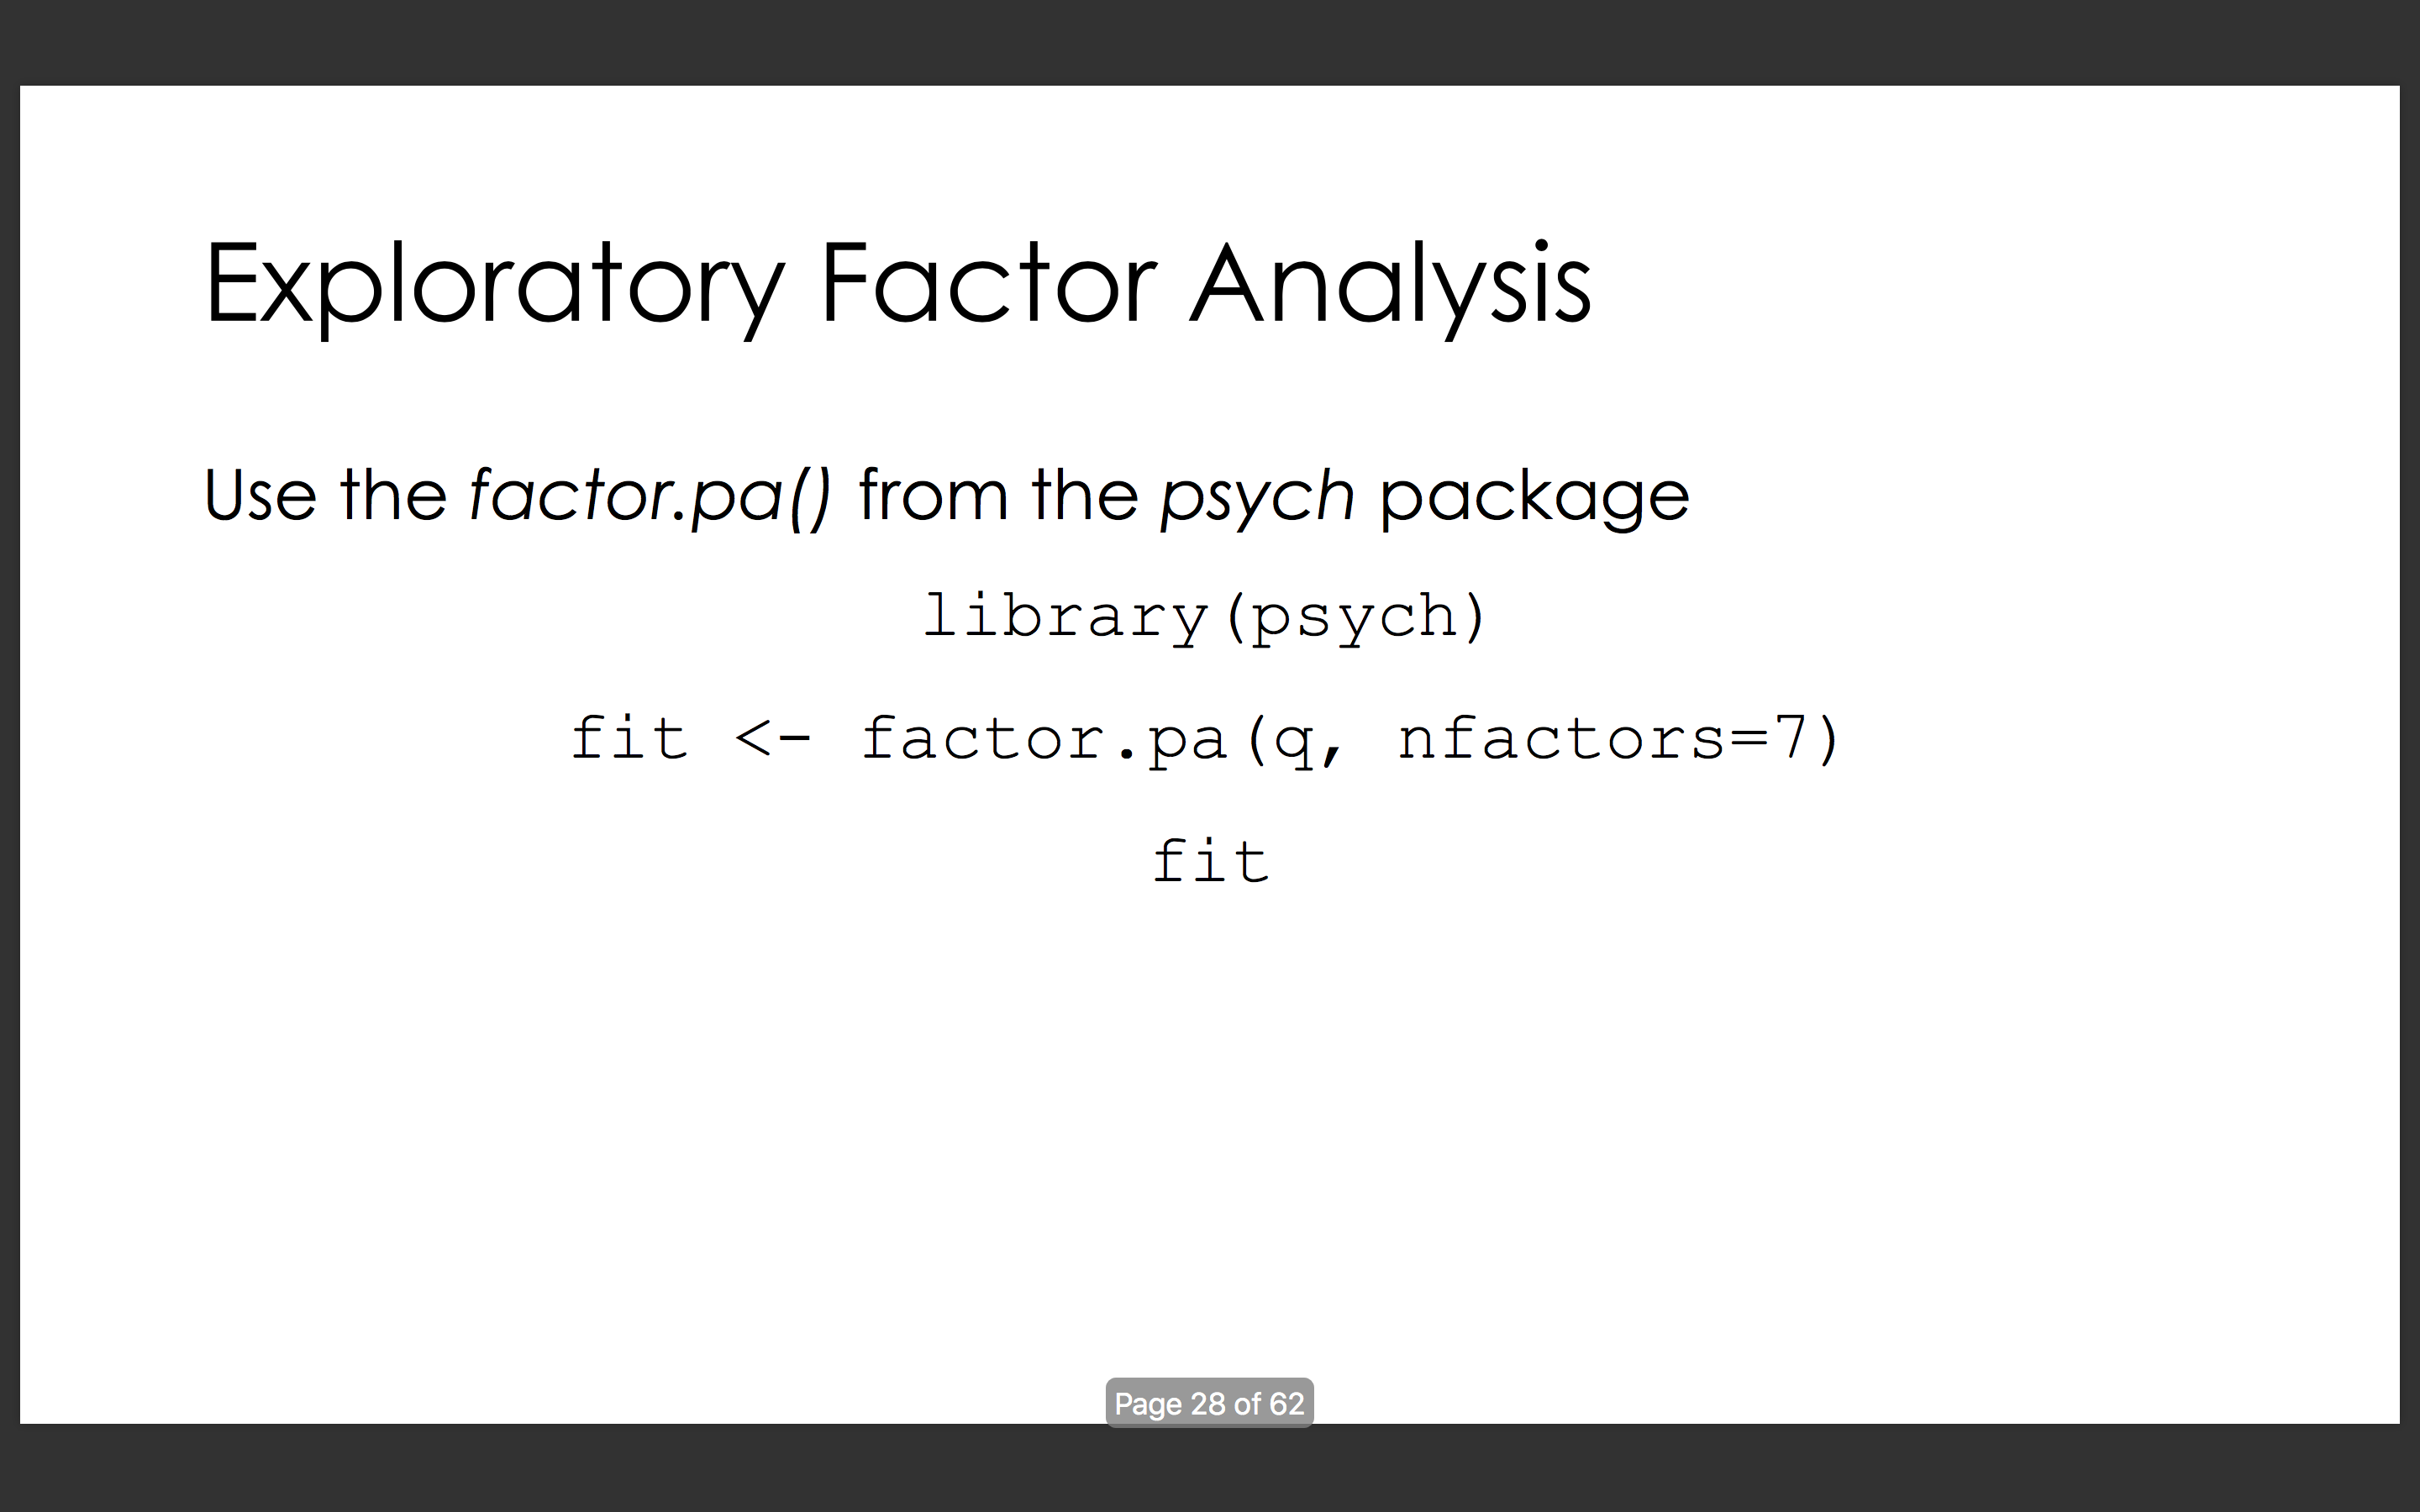 Exploratory Factor Analysis
Use the factor.pa() from the psych package
library(psych)
fit <- factor.pa(q, nfactors=7)
fit
Page 28 of 62